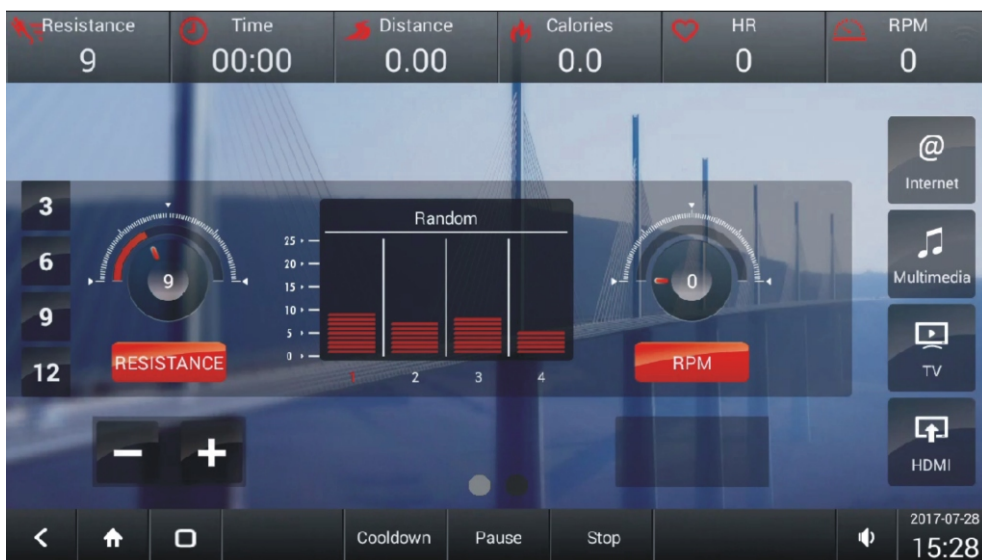 Resistance Time Distance Calories HR RPM
9 00:00 0.00 0.0 0 0
@
Internet
3
Random
25
6
20
Multimedia
9 15 0
9
10
5
RESISTANCE RPM
0
12
TV
1 2 3 4
- +
HDMI
Cooldown Pause Stop
2017-07-28
15:28